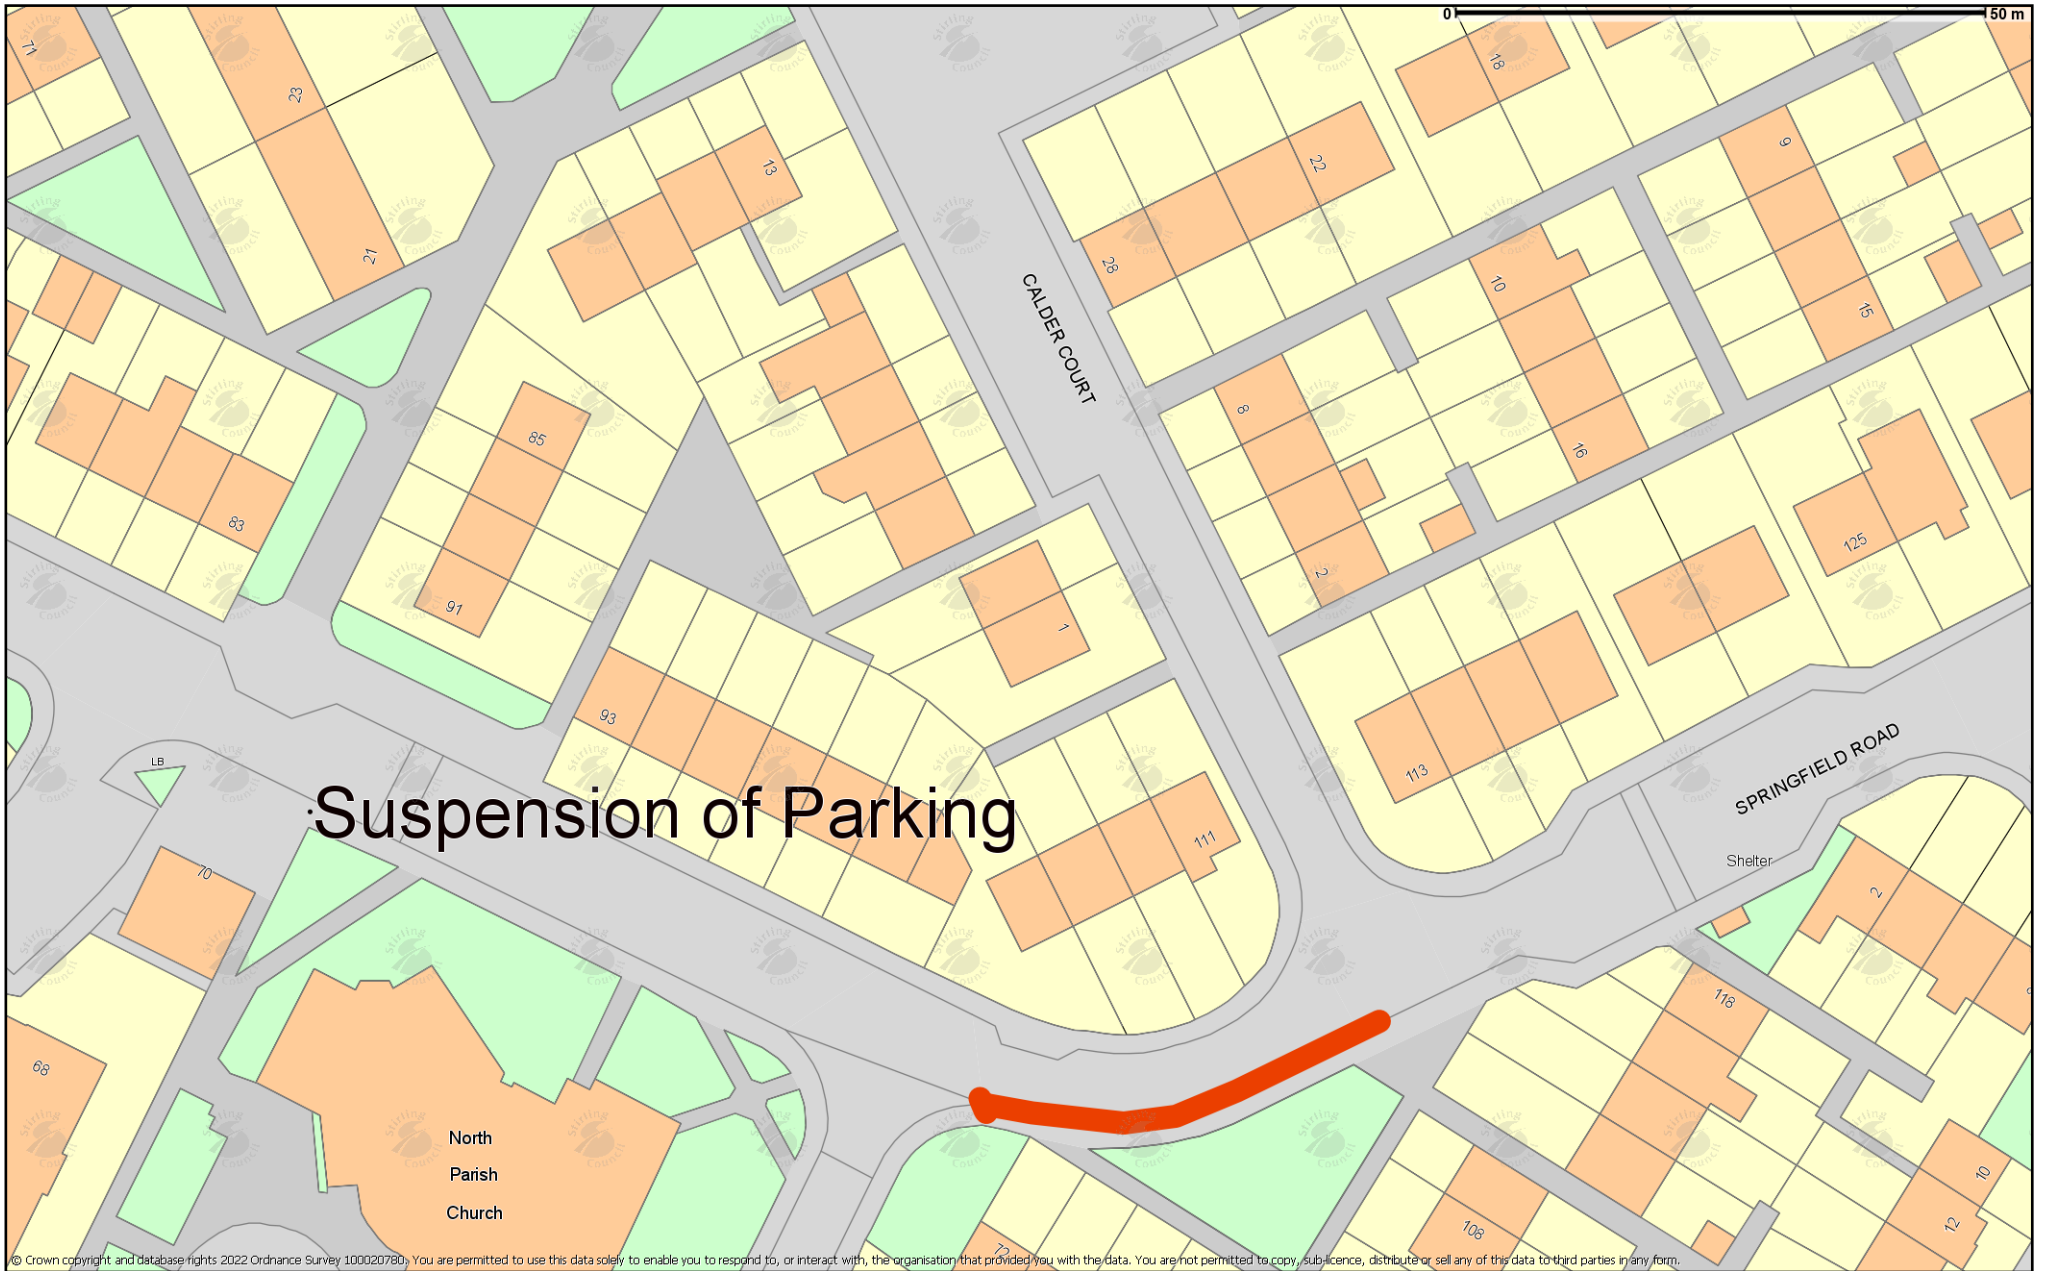 0 50 m
71
23
18
13
22
9
21
28
10
15
CALDER COURT
8
85
16
83
125
2
91
1
93
113
SPRINGFIELD ROAD
LB
Suspension of Parking
111
Shelter
70
2
118
68
North
Parish
Church
10
12
108
72
© Crown copyright and database rights 2022 Ordnance Survey 100020780. You are permitted to use this data solely to enable you to respond to, or interact with, the organisation that provided you with the data. You are not permitted to copy, sub-licence, distribute or sell any of this data to third parties in any form.
Stirling Council